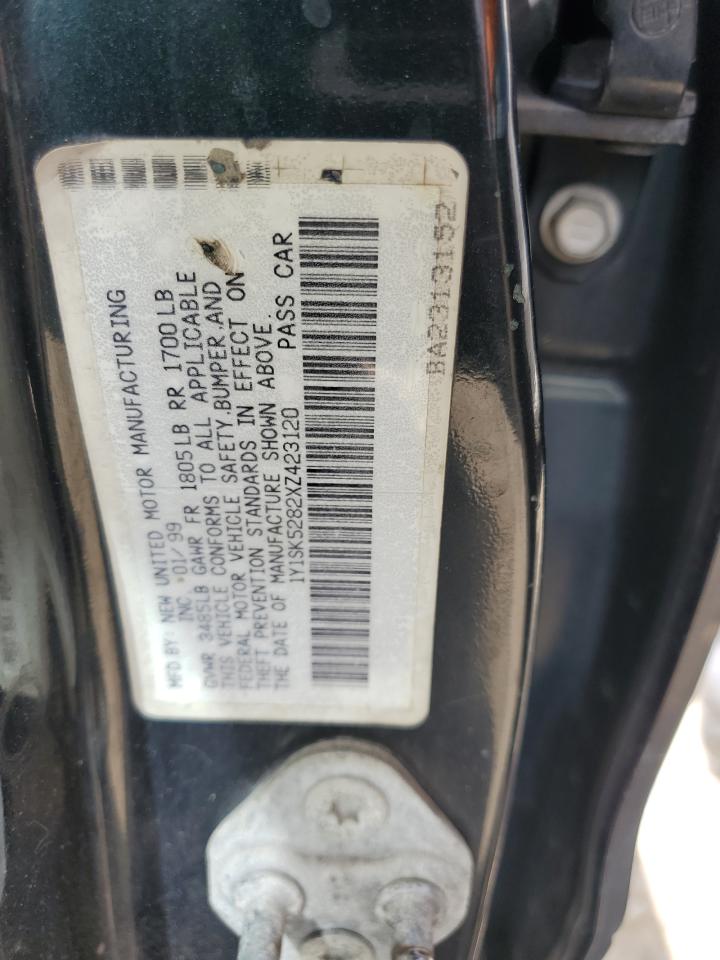 MFD BY: NEW UNITED MOTOR MANUFACTURING
INC. 01/99
GVWR 3485LB GAWR FR 1805LB RR 1700LB
THIS VEHICLE CONFORMS TO ALL APPLICABLE
FEDERAL MOTOR VEHICLE SAFETY,BUMPER,AND
THEFT PREVENTION STANDARDS IN EFFECT ON
THE DATE OF MANUFACTURE SHOWN ABOVE.
1Y1SK5282XZ423120 PASS CAR
BA2313152